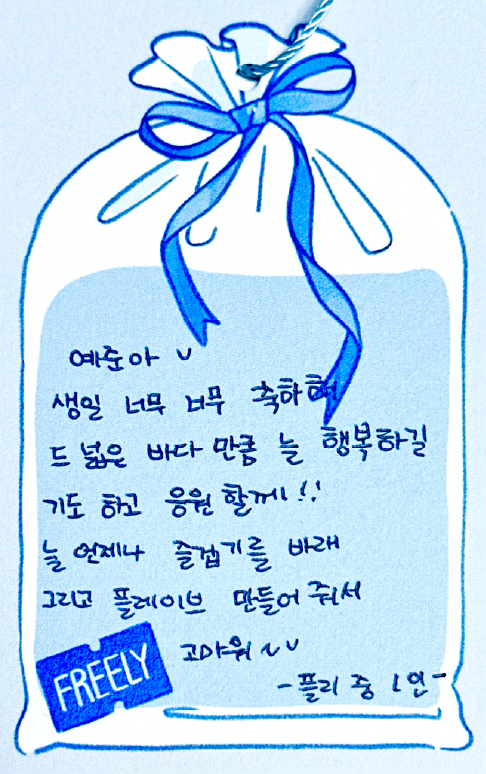 예준아 ᴗ
생일 너무 너무 축하해
드넓은 바다 만큼 늘 행복하길
기도 하고 응원 할께!!
늘 언제나 즐겁기를 바래
그리고 플레이브 만들어 줘서
고마워 ~ᴗ
-플리 중 1인-
FREELY